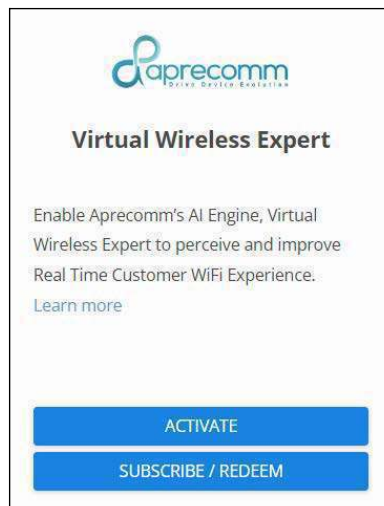 aprecomm
Drive Device Evolution
Virtual Wireless Expert
Enable Aprecomm's AI Engine, Virtual
Wireless Expert to perceive and improve
Real Time Customer WiFi Experience.
Learn more
ACTIVATE
SUBSCRIBE / REDEEM